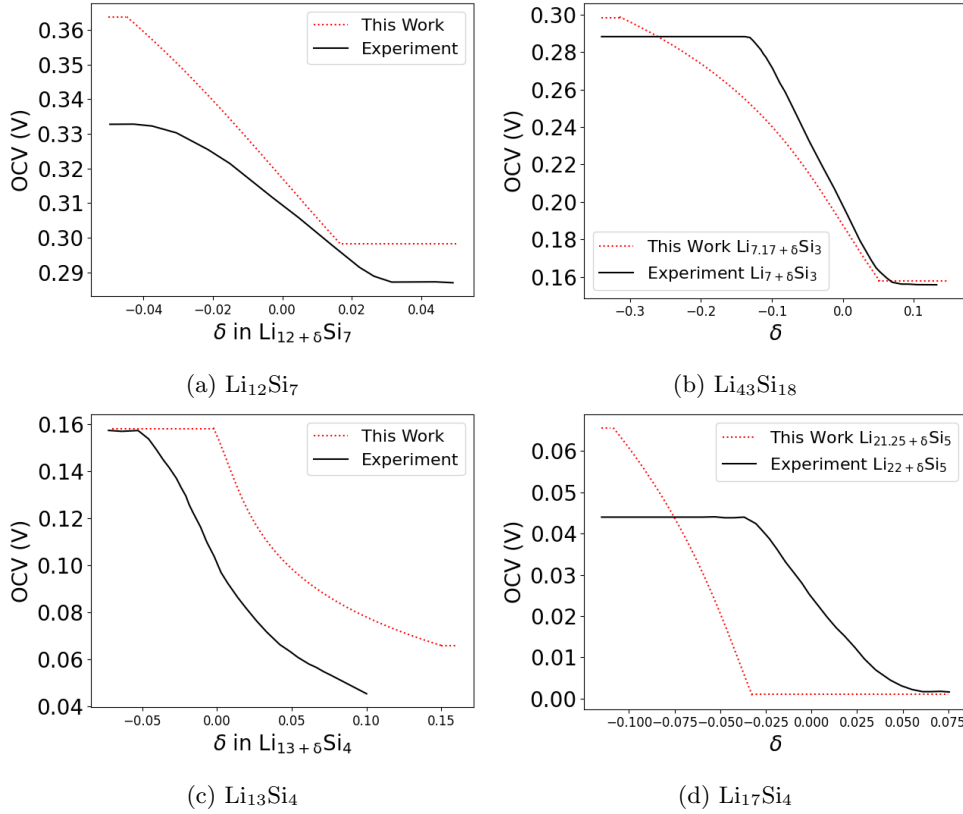 0.36
0.35
0.34
0.33
0.32
0.31
0.30
0.29
OCV (V)
This Work
Experiment
−0.04
−0.02
0.00
0.02
0.04
δ in Li₁₂₊δSi₇
(a) Li₁₂Si₇
0.30
0.28
0.26
0.24
0.22
0.20
0.18
0.16
OCV (V)
This Work Li₇.₁₇₊δSi₃
Experiment Li₇₊δSi₃
−0.3
−0.2
−0.1
0.0
0.1
δ
(b) Li₄₃Si₁₈
0.16
0.14
0.12
0.10
0.08
0.06
0.04
OCV (V)
This Work
Experiment
−0.05
0.00
0.05
0.10
0.15
δ in Li₁₃₊δSi₄
(c) Li₁₃Si₄
0.06
0.05
0.04
0.03
0.02
0.01
0.00
OCV (V)
This Work Li₂₁.₂₅₊δSi₅
Experiment Li₂₂₊δSi₅
−0.100
−0.075
−0.050
−0.025
0.000
0.025
0.050
0.075
δ
(d) Li₁₇Si₄